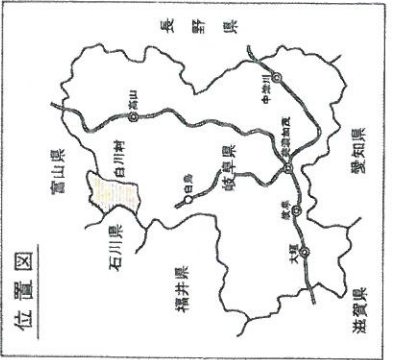 位置図
富山県
石川県
白川村
長野県
高山
福井県
白鳥
岐阜県
中津川
美濃加茂
岐阜
大垣
滋賀県
愛知県